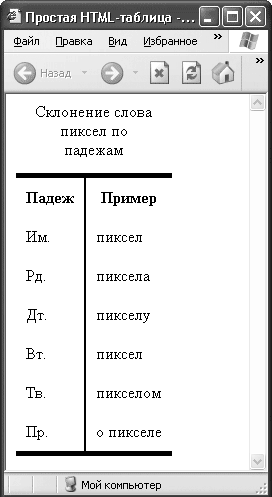 Простая HTML-таблица -...
Файл Правка Вид Избранное »
Назад »
Склонение слова
пиксел по
падежам
Падеж Пример
Им. пиксел
Рд. пиксела
Дт. пикселу
Вт. пиксел
Тв. пикселом
Пр. о пикселе
Мой компьютер